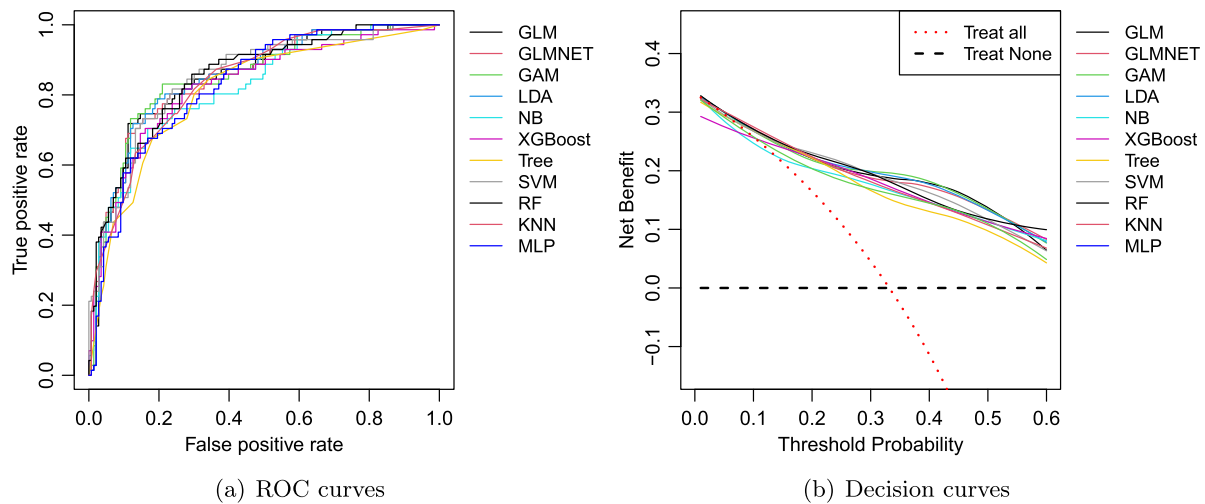 True positive rate
0.0
0.2
0.4
0.6
0.8
1.0
0.0 0.2 0.4 0.6 0.8 1.0
False positive rate
GLM
GLMNET
GAM
LDA
NB
XGBoost
Tree
SVM
RF
KNN
MLP
(a) ROC curves
Net Benefit
−0.1
0.0
0.1
0.2
0.3
0.4
Treat all
Treat None
0.0 0.1 0.2 0.3 0.4 0.5 0.6
Threshold Probability
GLM
GLMNET
GAM
LDA
NB
XGBoost
Tree
SVM
RF
KNN
MLP
(b) Decision curves